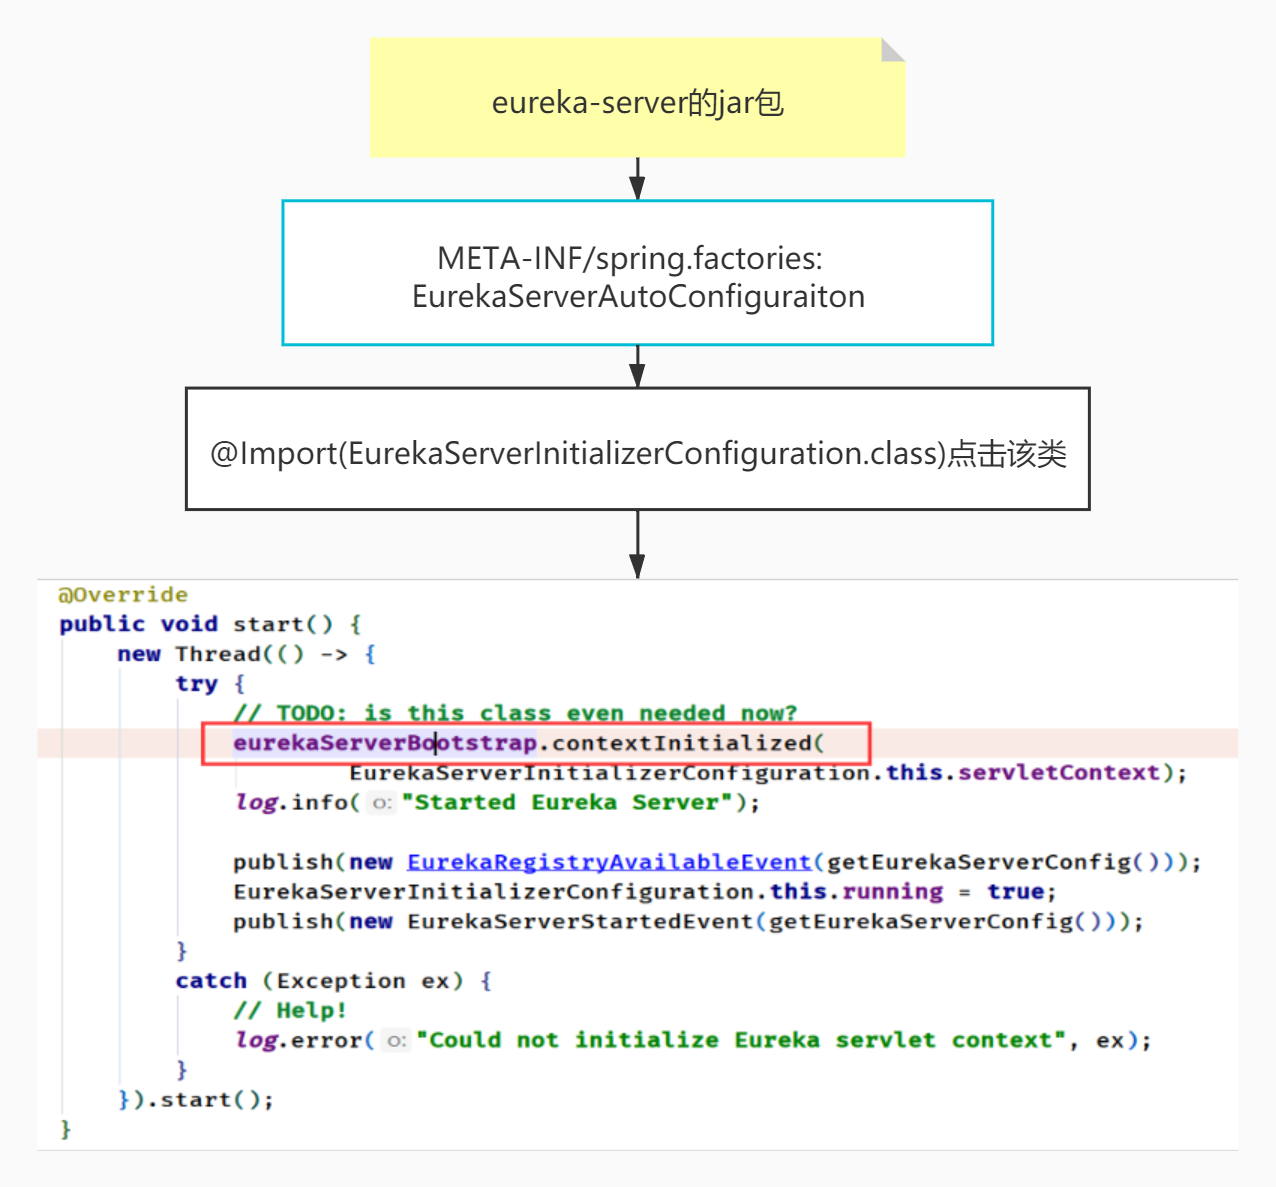 eureka-server的jar包
META-INF/spring.factories:
EurekaServerAutoConfiguraiton
@Import(EurekaServerInitializerConfiguration.class)点击该类
@Override
public void start() {
new Thread(() -> {
try {
// TODO: is this class even needed now?
eurekaServerBootstrap.contextInitialized(
EurekaServerInitializerConfiguration.this.servletContext);
log.info( o: "Started Eureka Server");
publish(new EurekaRegistryAvailableEvent(getEurekaServerConfig()));
EurekaServerInitializerConfiguration.this.running = true;
publish(new EurekaServerStartedEvent(getEurekaServerConfig()));
}
catch (Exception ex) {
// Help!
log.error( o: "Could not initialize Eureka servlet context", ex);
}
}).start();
}